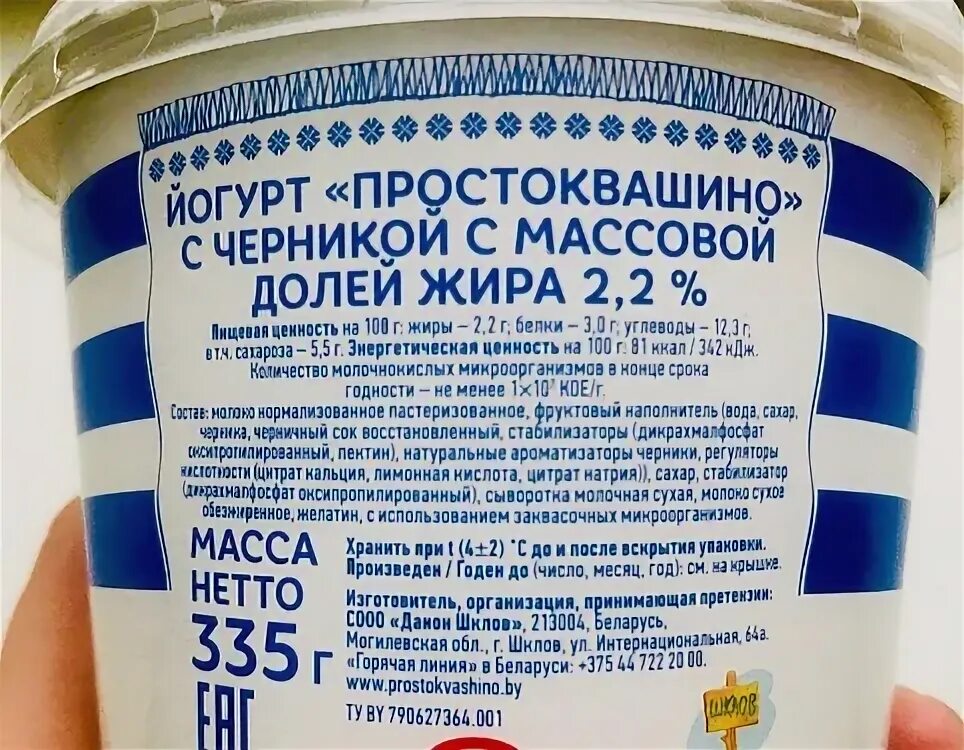 ЙОГУРТ «ПРОСТОКВАШИНО»
С ЧЕРНИКОЙ С МАССОВОЙ
ДОЛЕЙ ЖИРА 2,2 %
Пищевая ценность на 100 г: жиры – 2,2 г; белки – 3,0 г; углеводы – 12,3 г;
в т.ч. сахароза – 5,5 г. Энергетическая ценность на 100 г: 81 ккал / 342 кДж.
Количество молочнокислых микроорганизмов в конце срока
годности – не менее 1×10⁷ КОЕ/г.
Состав: молоко нормализованное пастеризованное, фруктовый наполнитель (вода, сахар,
черника, черничный сок восстановленный, стабилизаторы (дикрахмалфосфат
оксипропилированный, пектин), натуральные ароматизаторы черники, регуляторы
кислотности (цитрат кальция, лимонная кислота, цитрат натрия)), сахар, стабилизатор
(дикрахмалфосфат оксипропилированный), сыворотка молочная сухая, молоко сухое
обезжиренное, желатин, с использованием заквасочных микроорганизмов.
МАССА
НЕТТО
335 г
Хранить при t (4±2) °С до и после вскрытия упаковки.
Произведен / Годен до (число, месяц, год): см. на крышке.
Изготовитель, организация, принимающая претензии:
СООО «Данон Шклов», 213004, Беларусь,
Могилевская обл., г. Шклов, ул. Интернациональная, 64а.
«Горячая линия» в Беларуси: +375 44 722 20 00.
www.prostokvashino.by
ТУ BY 790627364.001
ЕАС
ШКЛОВ